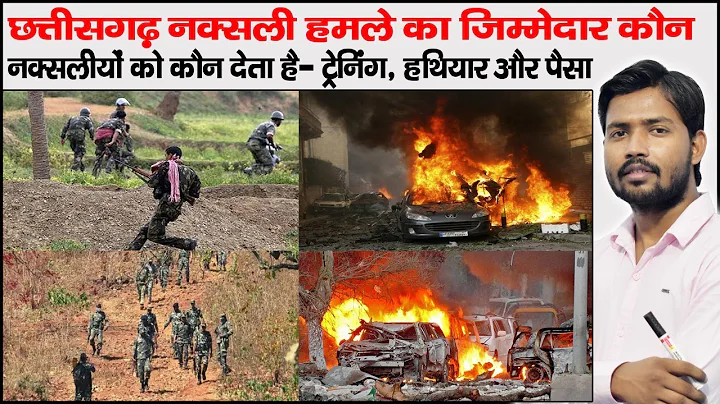 छत्तीसगढ़ नक्सली हमले का जिम्मेदार कौन
नक्सलीयों को कौन देता है- ट्रेनिंग, हथियार और पैसा